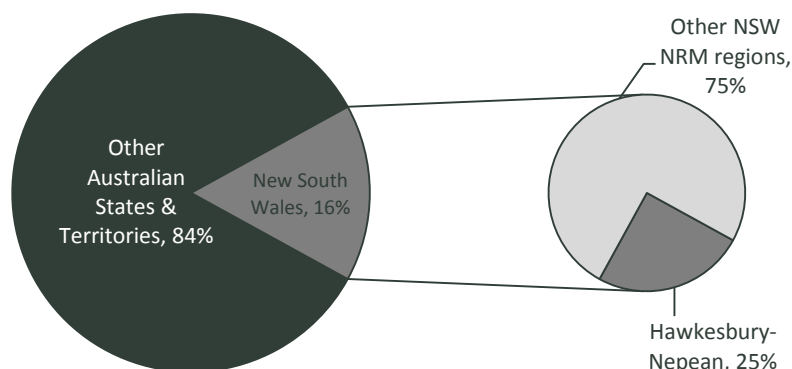 Other
Australian
States &
Territories, 84%
New South
Wales, 16%
Other NSW
NRM regions,
75%
Hawkesbury-
Nepean, 25%